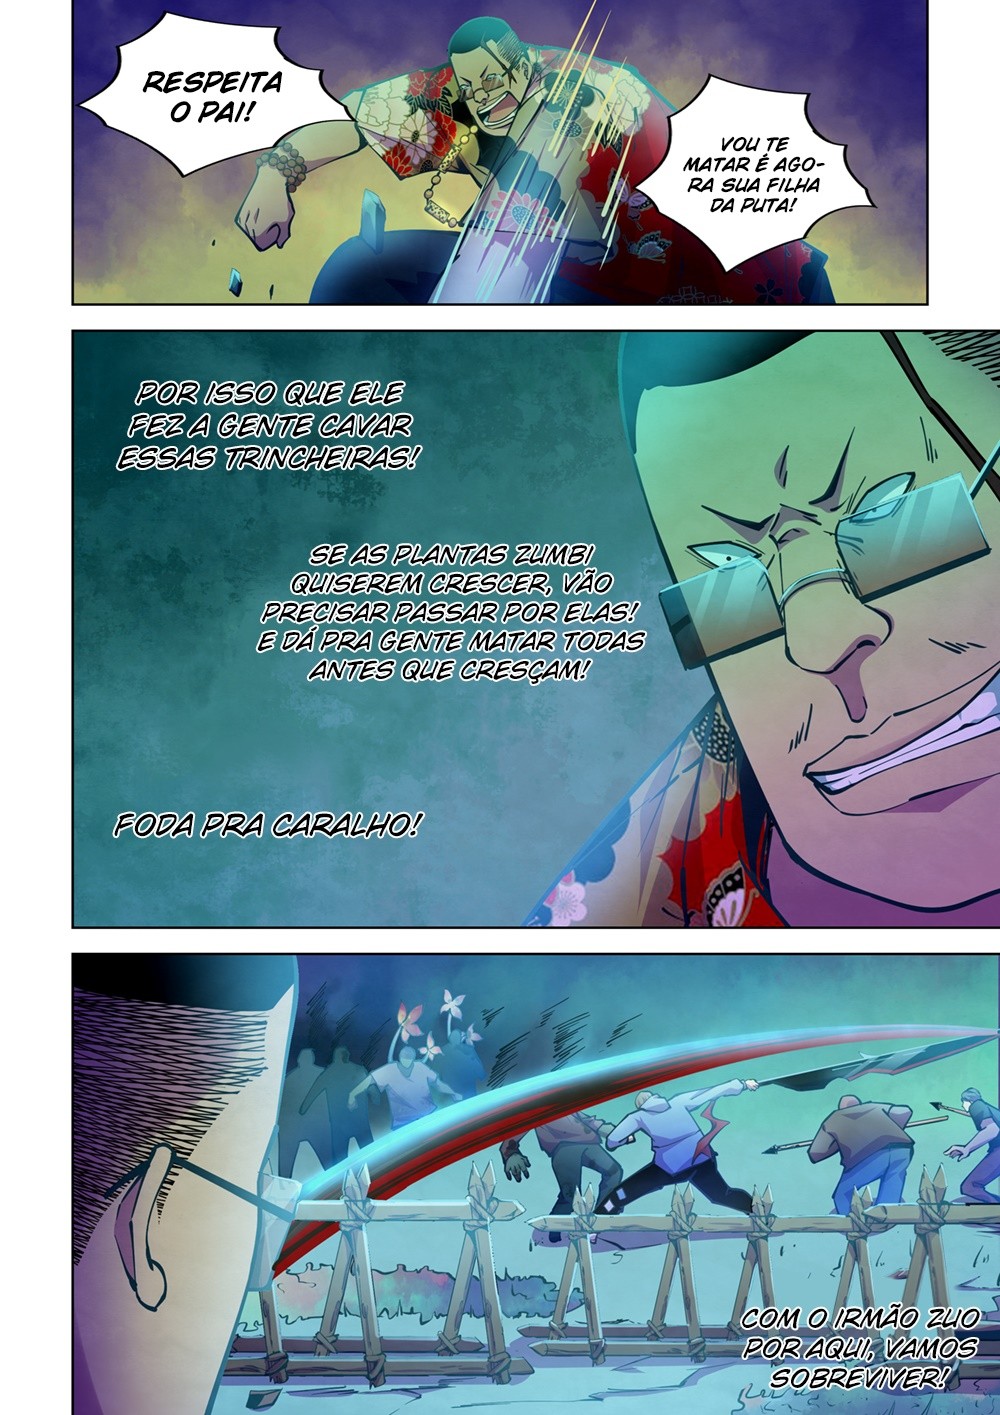 RESPEITA
O PAI!
VOU TE
MATAR É AGO-
RA SUA FILHA
DA PUTA!
POR ISSO QUE ELE
FEZ A GENTE CAVAR
ESSAS TRINCHEIRAS!
SE AS PLANTAS ZUMBI
QUISEREM CRESCER, VÃO
PRECISAR PASSAR POR ELAS!
E DÁ PRA GENTE MATAR TODAS
ANTES QUE CRESÇAM!
FODA PRA CARALHO!
COM O IRMÃO ZUO
POR AQUI, VAMOS
SOBREVIVER!